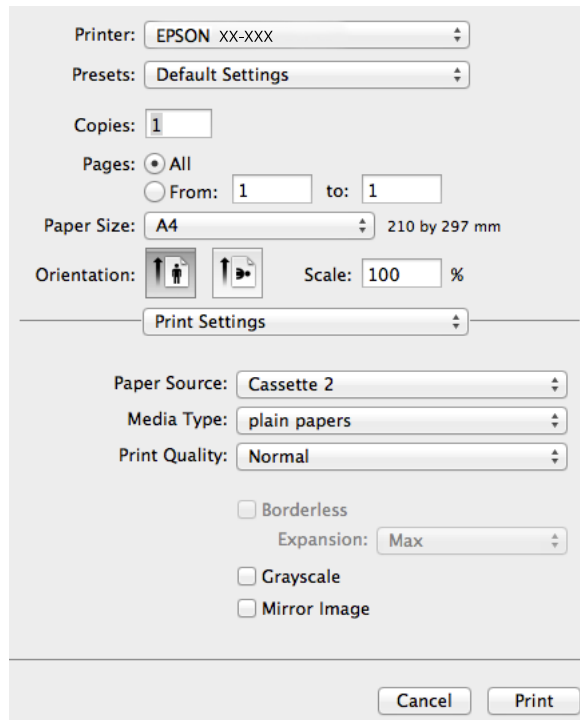 Printer: EPSON XX-XXX
Presets: Default Settings
Copies: 1
Pages: All
From: 1 to: 1
Paper Size: A4 210 by 297 mm
Orientation: Scale: 100 %
Print Settings
Paper Source: Cassette 2
Media Type: plain papers
Print Quality: Normal
Borderless
Expansion: Max
Grayscale
Mirror Image
Cancel Print